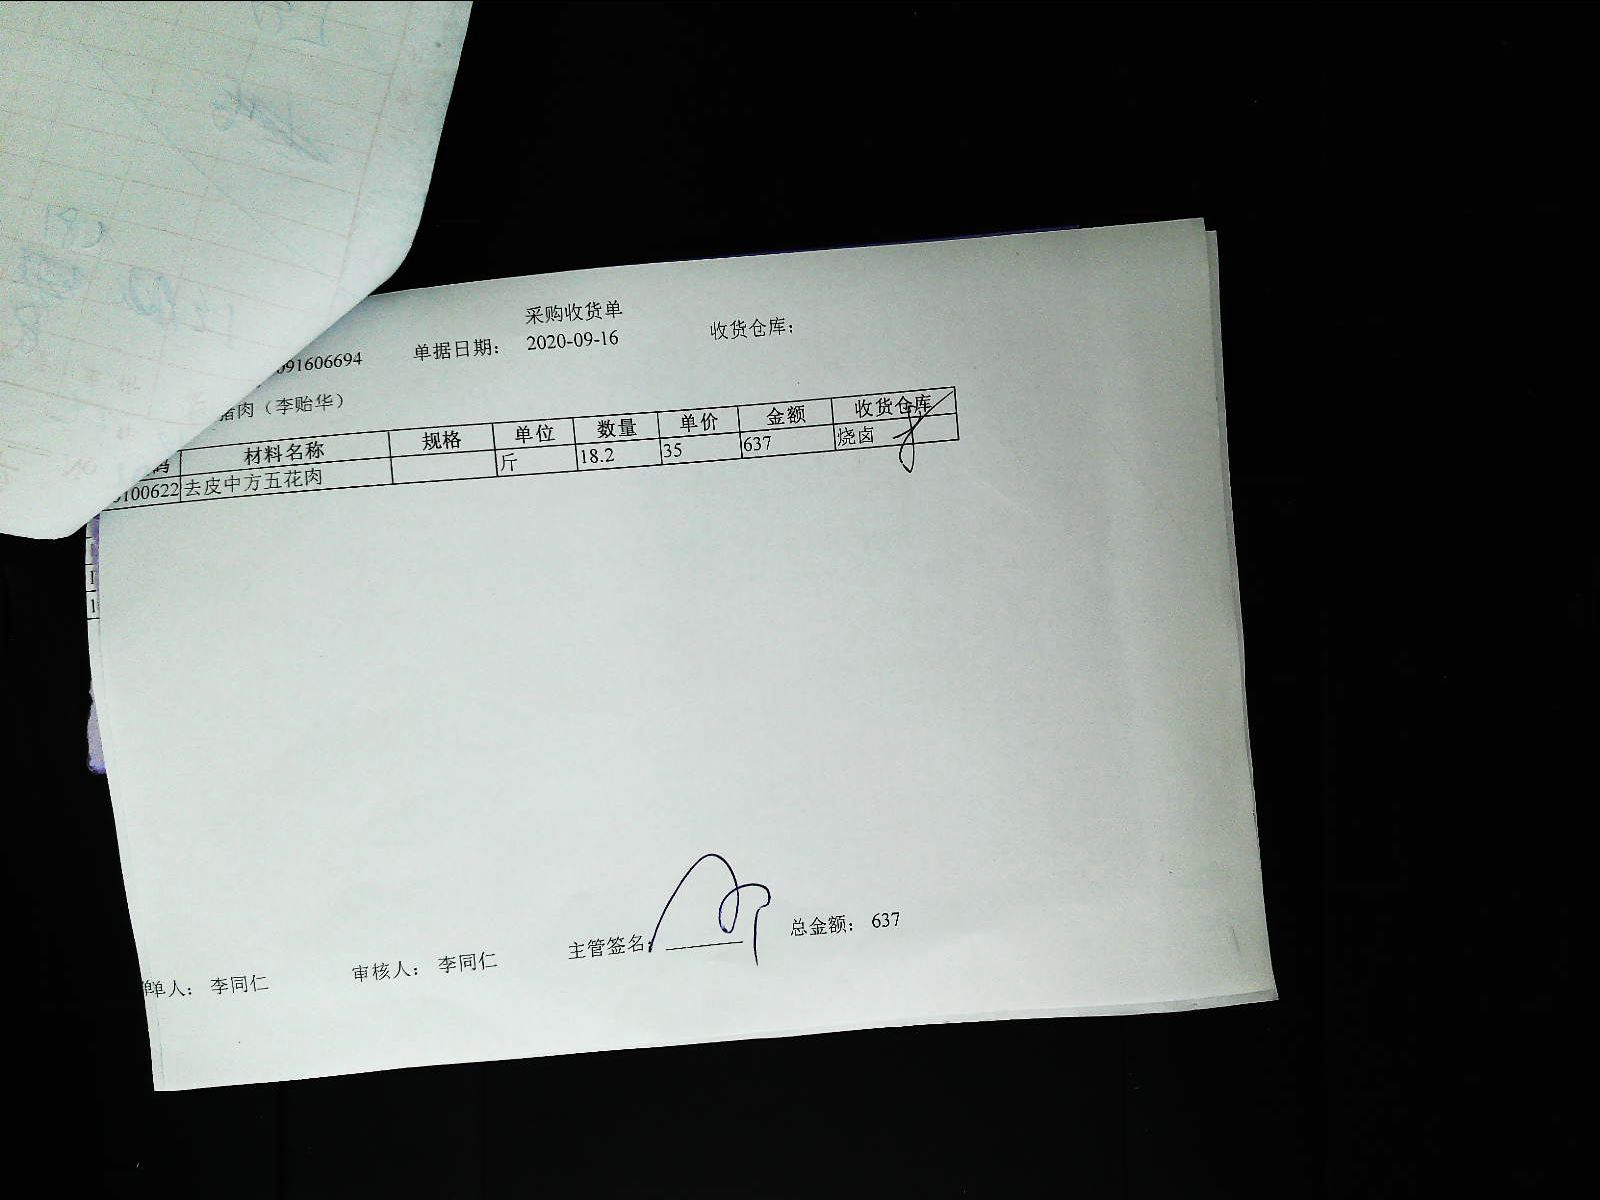 采购收货单
091606694 单据日期： 2020-09-16 收货仓库：
猪肉（李贻华）
码 材料名称 规格 单位 数量 单价 金额 收货仓库
100622 去皮中方五花肉 斤 18.2 35 637 烧卤
单人： 李同仁 审核人： 李同仁 主管签名： 总金额： 637